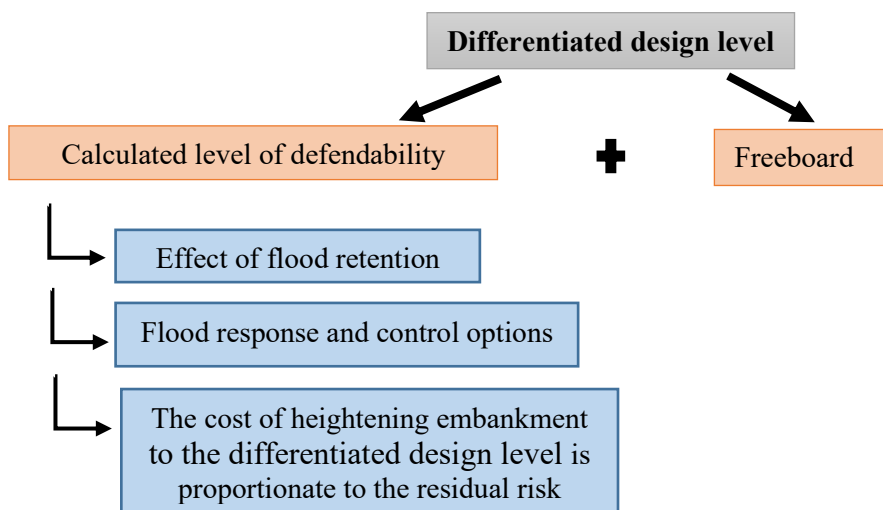 Differentiated design level
Calculated level of defendability
Freeboard
Effect of flood retention
Flood response and control options
The cost of heightening embankment
to the differentiated design level is
proportionate to the residual risk